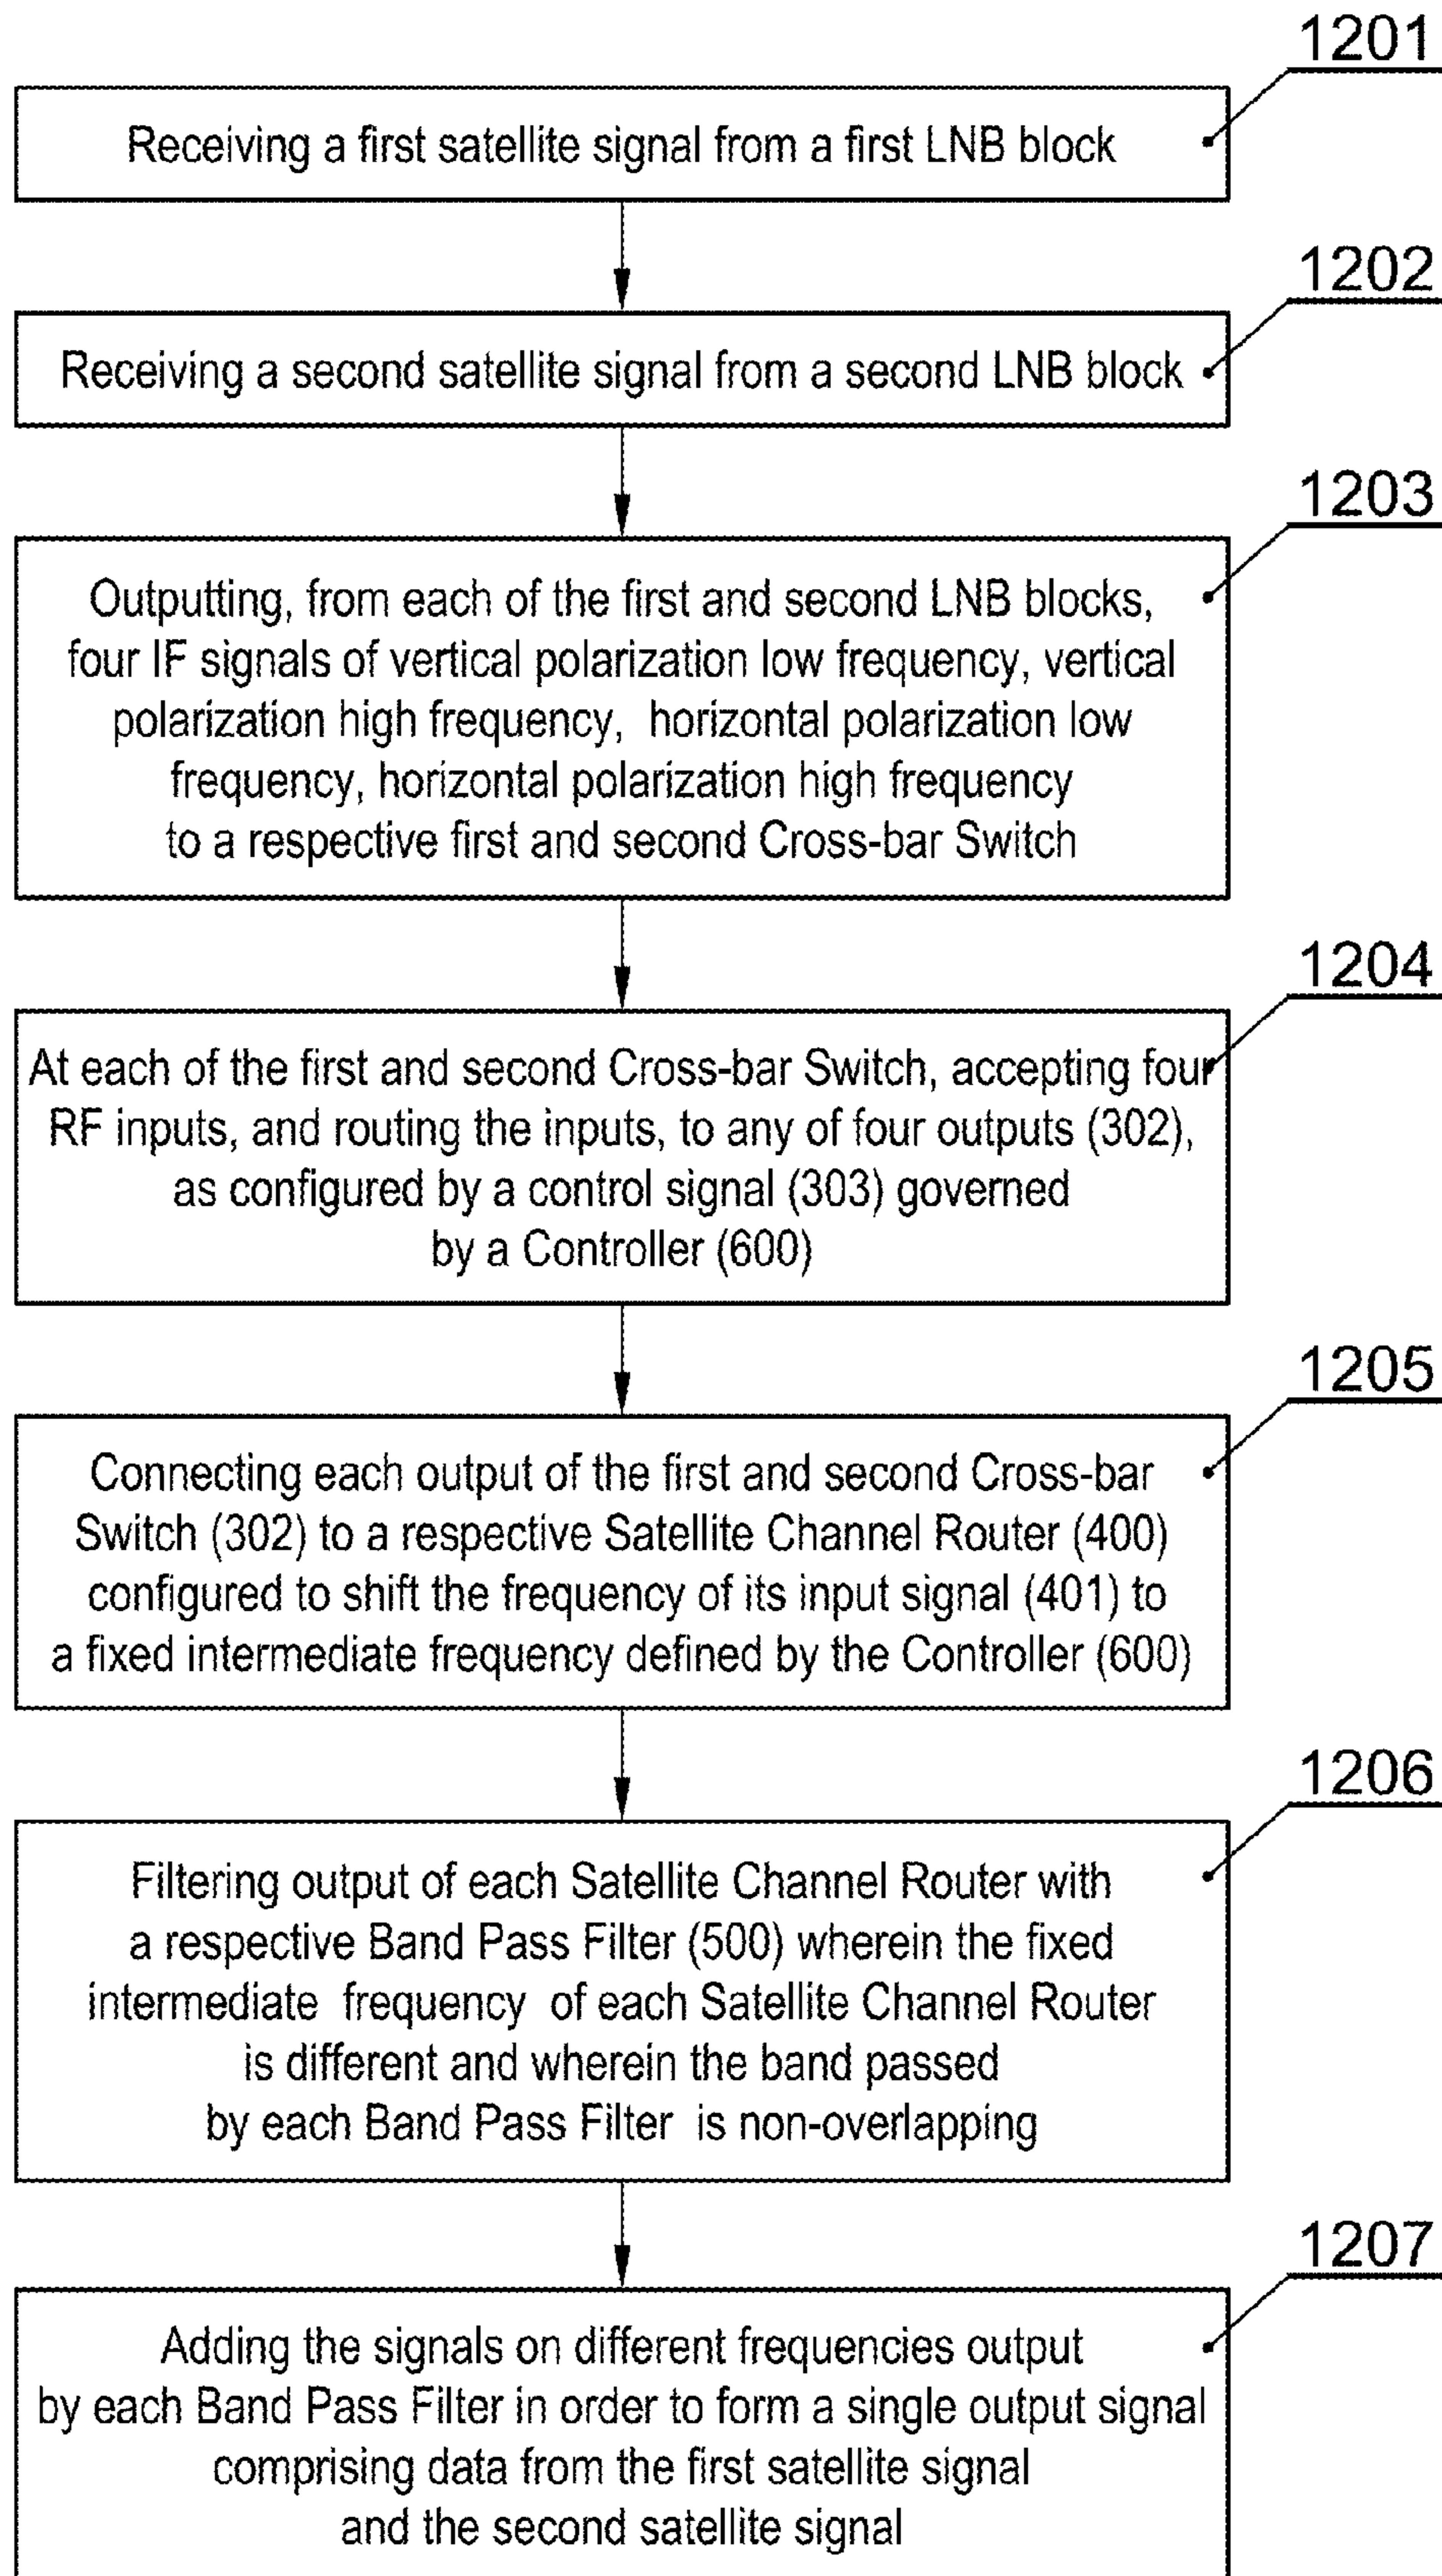 1201
Receiving a first satellite signal from a first LNB block
1202
Receiving a second satellite signal from a second LNB block
1203
Outputting, from each of the first and second LNB blocks,
four IF signals of vertical polarization low frequency, vertical
polarization high frequency, horizontal polarization low
frequency, horizontal polarization high frequency
to a respective first and second Cross-bar Switch
1204
At each of the first and second Cross-bar Switch, accepting four
RF inputs, and routing the inputs, to any of four outputs (302),
as configured by a control signal (303) governed
by a Controller (600)
1205
Connecting each output of the first and second Cross-bar
Switch (302) to a respective Satellite Channel Router (400)
configured to shift the frequency of its input signal (401) to
a fixed intermediate frequency defined by the Controller (600)
1206
Filtering output of each Satellite Channel Router with
a respective Band Pass Filter (500) wherein the fixed
intermediate frequency of each Satellite Channel Router
is different and wherein the band passed
by each Band Pass Filter is non-overlapping
1207
Adding the signals on different frequencies output
by each Band Pass Filter in order to form a single output signal
comprising data from the first satellite signal
and the second satellite signal